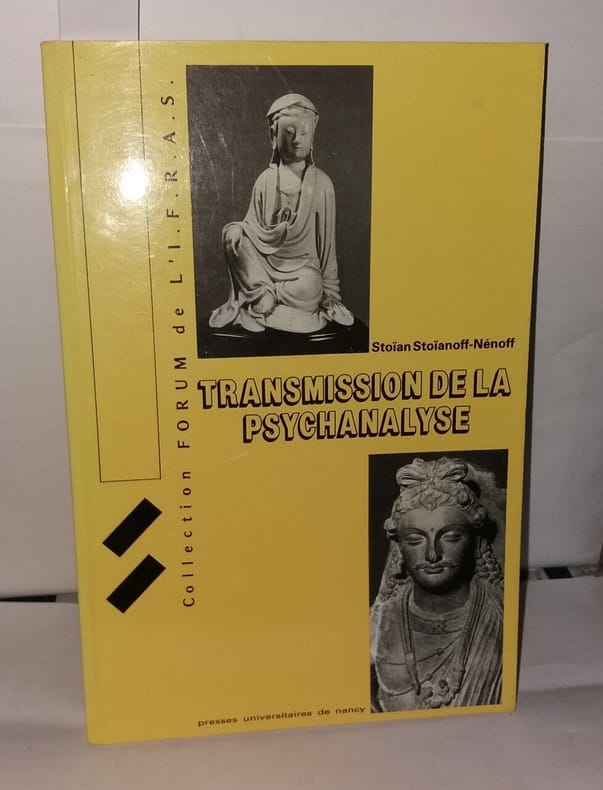 Collection FORUM de L'I.F.R.A.S.
Stoïan Stoïanoff-Nénoff
TRANSMISSION DE LA
PSYCHANALYSE
presses universitaires de nancy